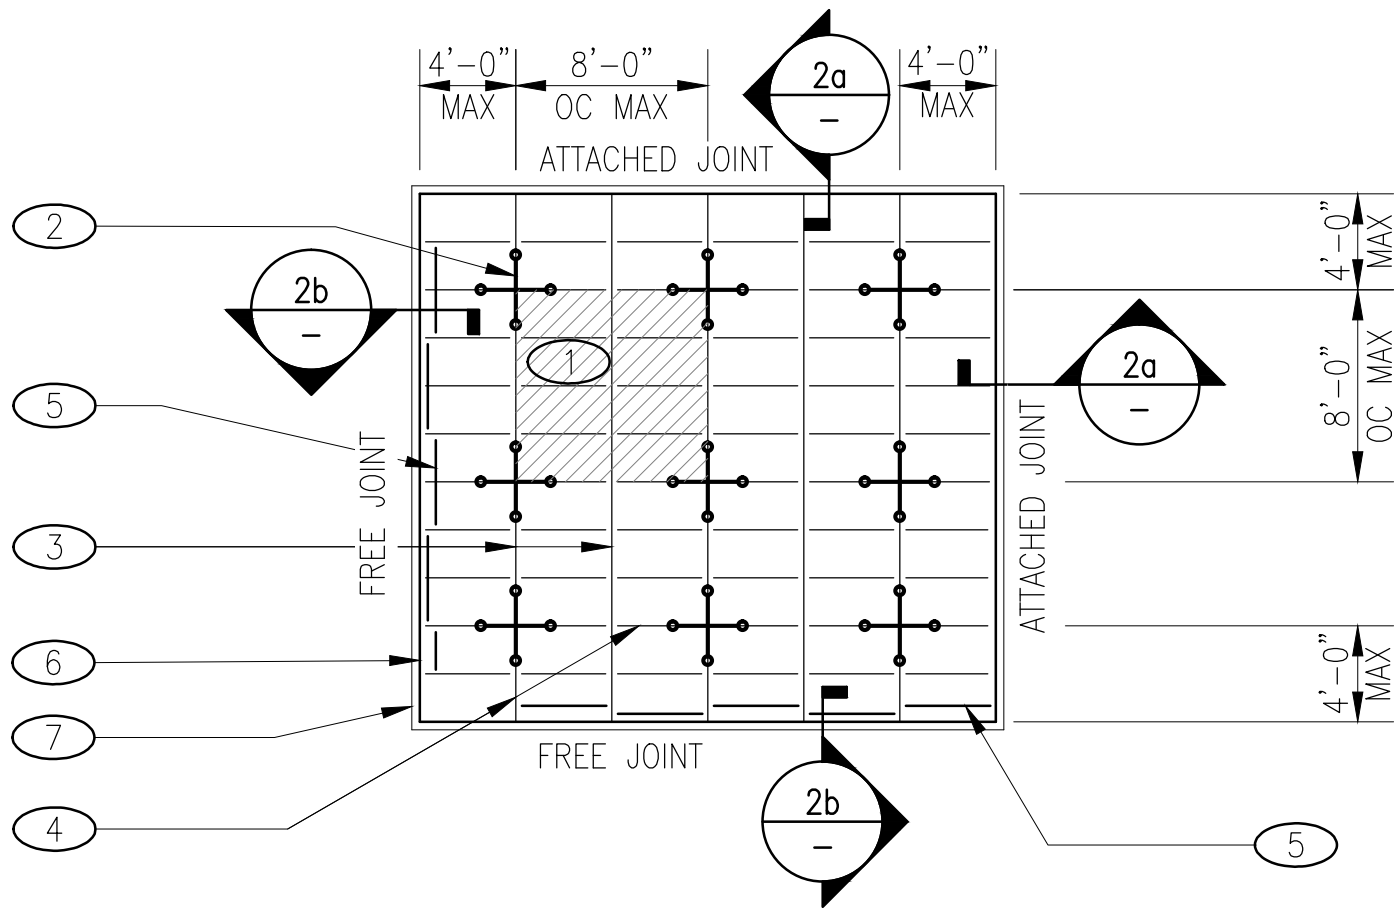 4'-0"
MAX
8'-0"
OC MAX
2a
-
4'-0"
MAX
ATTACHED JOINT
2
2b
-
1
4'-0"
MAX
8'-0"
OC MAX
2a
-
5
FREE JOINT
ATTACHED JOINT
3
6
7
4
4'-0"
MAX
FREE JOINT
2b
-
5